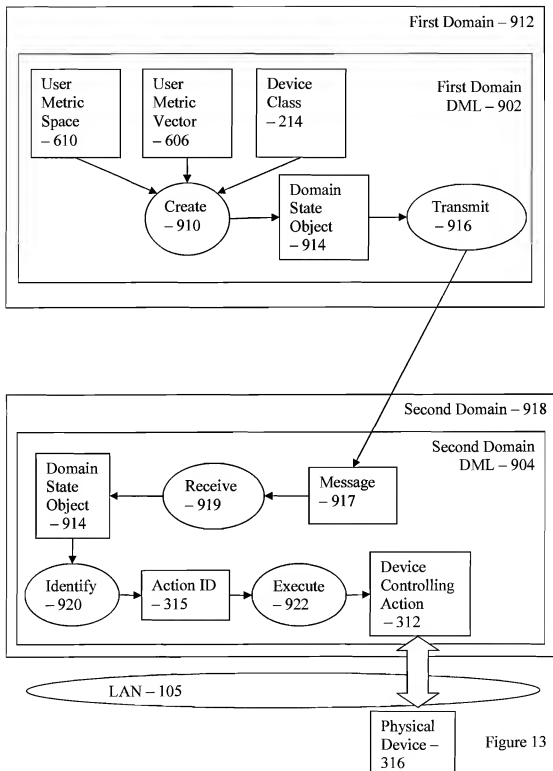 First Domain – 912
First Domain
DML – 902
User
Metric
Space
– 610
User
Metric
Vector
– 606
Device
Class
– 214
Create
– 910
Domain
State
Object
– 914
Transmit
– 916
Second Domain – 918
Second Domain
DML – 904
Domain
State
Object
– 914
Receive
– 919
Message
– 917
Identify
– 920
Action ID
– 315
Execute
– 922
Device
Controlling
Action
– 312
LAN – 105
Physical
Device –
316
Figure 13